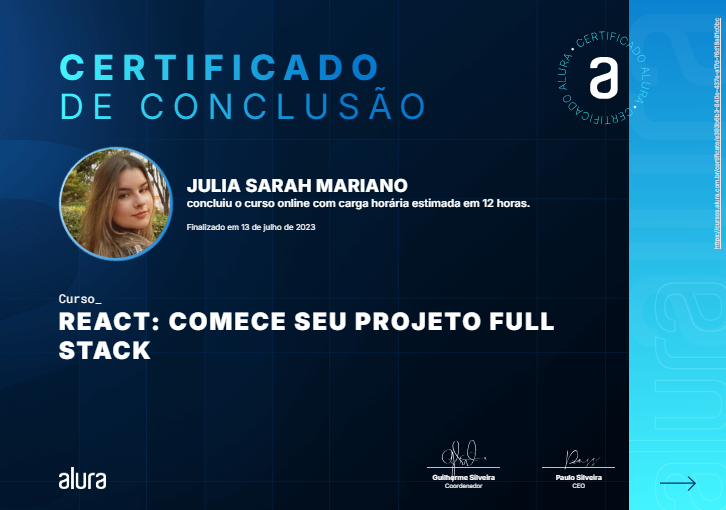 CERTIFICADO
DE CONCLUSÃO
CERTIFICADO ALURA • CERTIFICADO ALURA •
a
JULIA SARAH MARIANO
concluiu o curso online com carga horária estimada em 12 horas.
Finalizado em 13 de julho de 2023
Curso_
REACT: COMECE SEU PROJETO FULL
STACK
alura
Guilherme Silveira
Coordenador
Paulo Silveira
CEO
alura